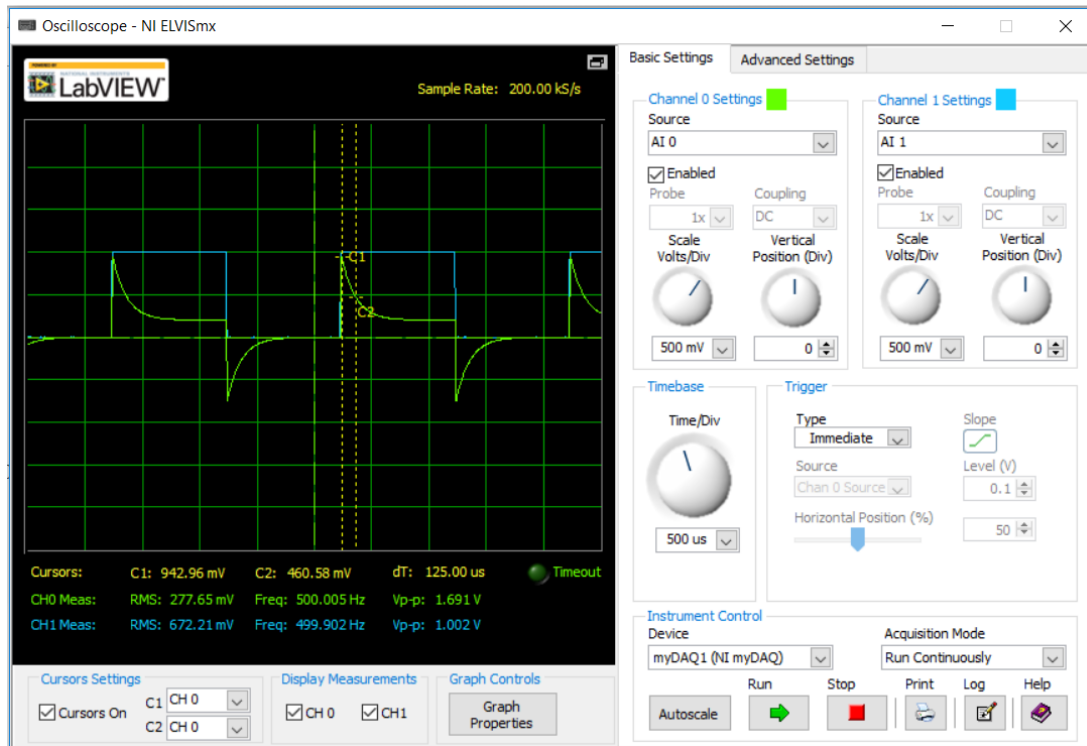 Oscilloscope - NI ELVISmx
POWERED BY
NATIONAL INSTRUMENTS
LabVIEW™
Sample Rate: 200.00 kS/s
C1
C2
Cursors: C1: 942.96 mV C2: 460.58 mV dT: 125.00 us Timeout
CH0 Meas: RMS: 277.65 mV Freq: 500.005 Hz Vp-p: 1.691 V
CH1 Meas: RMS: 672.21 mV Freq: 499.902 Hz Vp-p: 1.002 V
Cursors Settings
Cursors On
C1 CH 0
C2 CH 0
Display Measurements
CH 0 CH1
Graph Controls
Graph
Properties
Basic Settings Advanced Settings
Channel 0 Settings
Source
AI 0
Enabled
Probe Coupling
1x DC
Scale Vertical
Volts/Div Position (Div)
500 mV 0
Channel 1 Settings
Source
AI 1
Enabled
Probe Coupling
1x DC
Scale Vertical
Volts/Div Position (Div)
500 mV 0
Timebase
Time/Div
500 us
Trigger
Type Slope
Immediate
Source Level (V)
Chan 0 Source 0.1
Horizontal Position (%)
50
Instrument Control
Device Acquisition Mode
myDAQ1 (NI myDAQ) Run Continuously
Run Stop Print Log Help
Autoscale